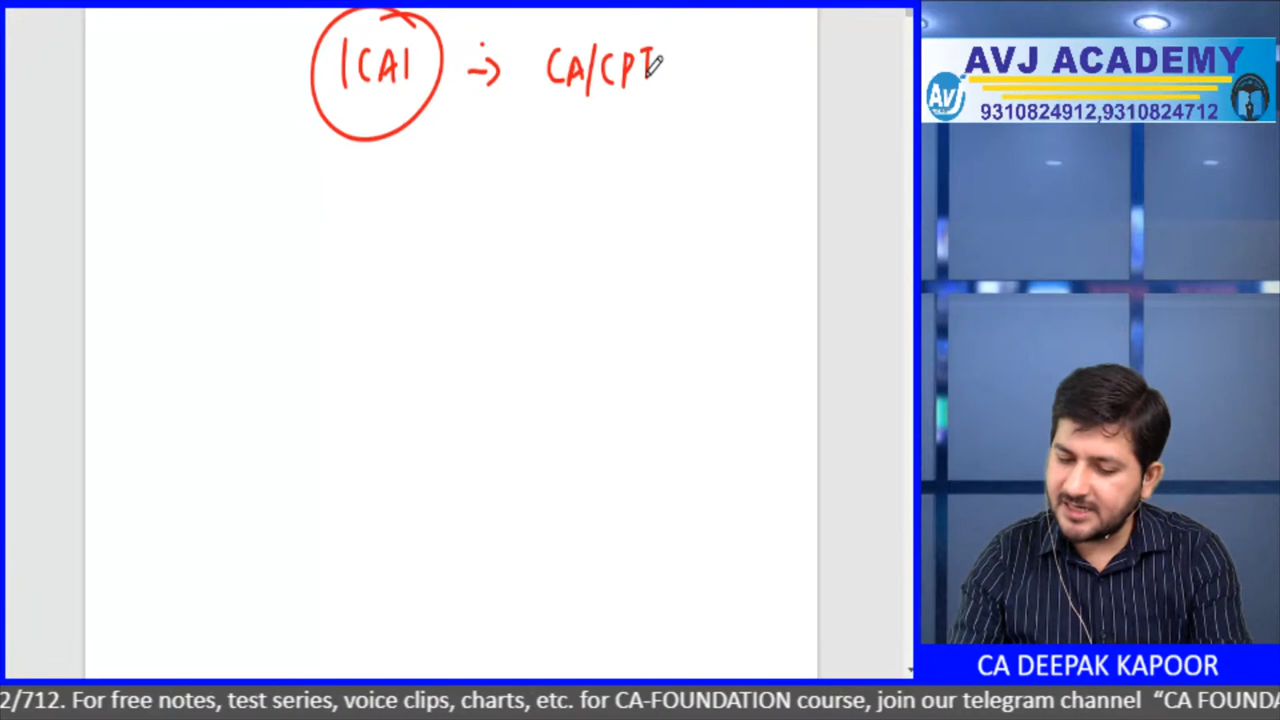 ICAI → CA/CPT
AVJ ACADEMY
AV
9310824912,9310824712
CA DEEPAK KAPOOR
2/712. For free notes, test series, voice clips, charts, etc. for CA-FOUNDATION course, join our telegram channel “CA FOUNDA